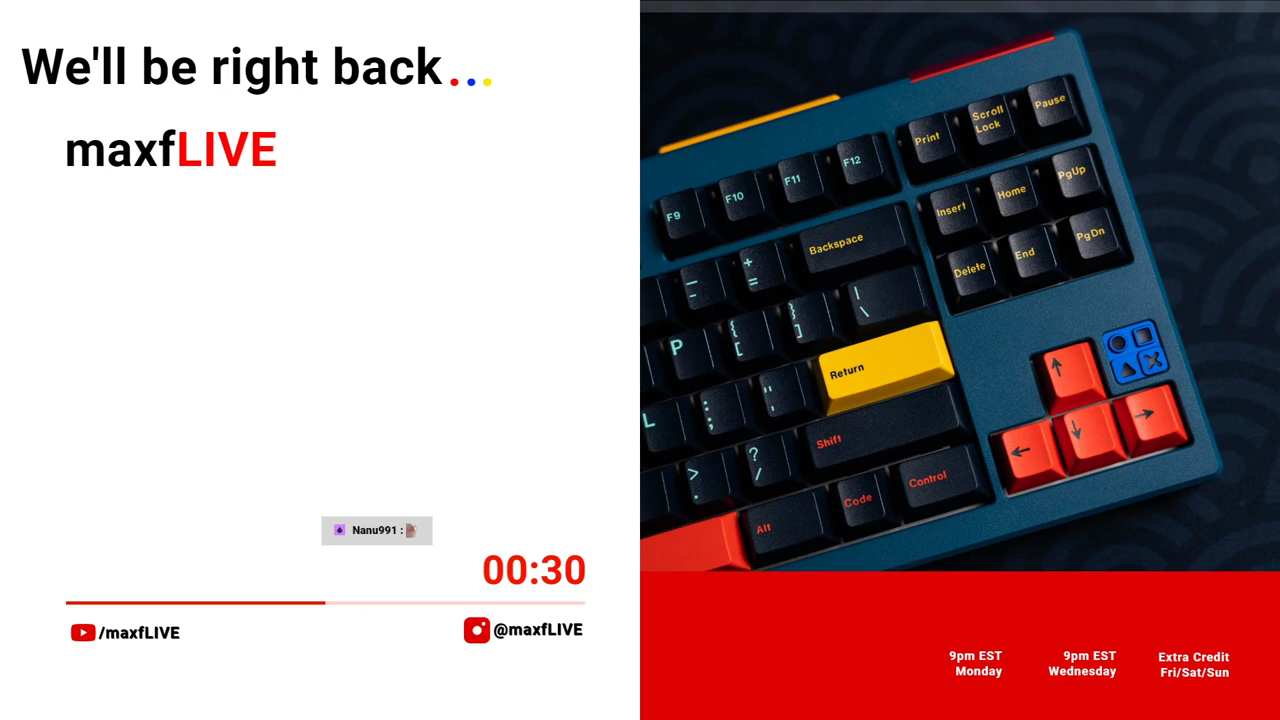 We'll be right back...
maxfLIVE
Nanu991 :
00:30
/maxfLIVE
@maxfLIVE
Print
Scroll
Lock
Pause
F9
F10
F11
F12
Insert
Home
PgUp
Delete
End
PgDn
Backspace
+
=
-
-
|
\
}
]
{
[
P
Return
"
'
:
;
L
Shift
?
/
>
.
Control
Code
Alt
↑
←
↓
→
9pm EST
Monday
9pm EST
Wednesday
Extra Credit
Fri/Sat/Sun